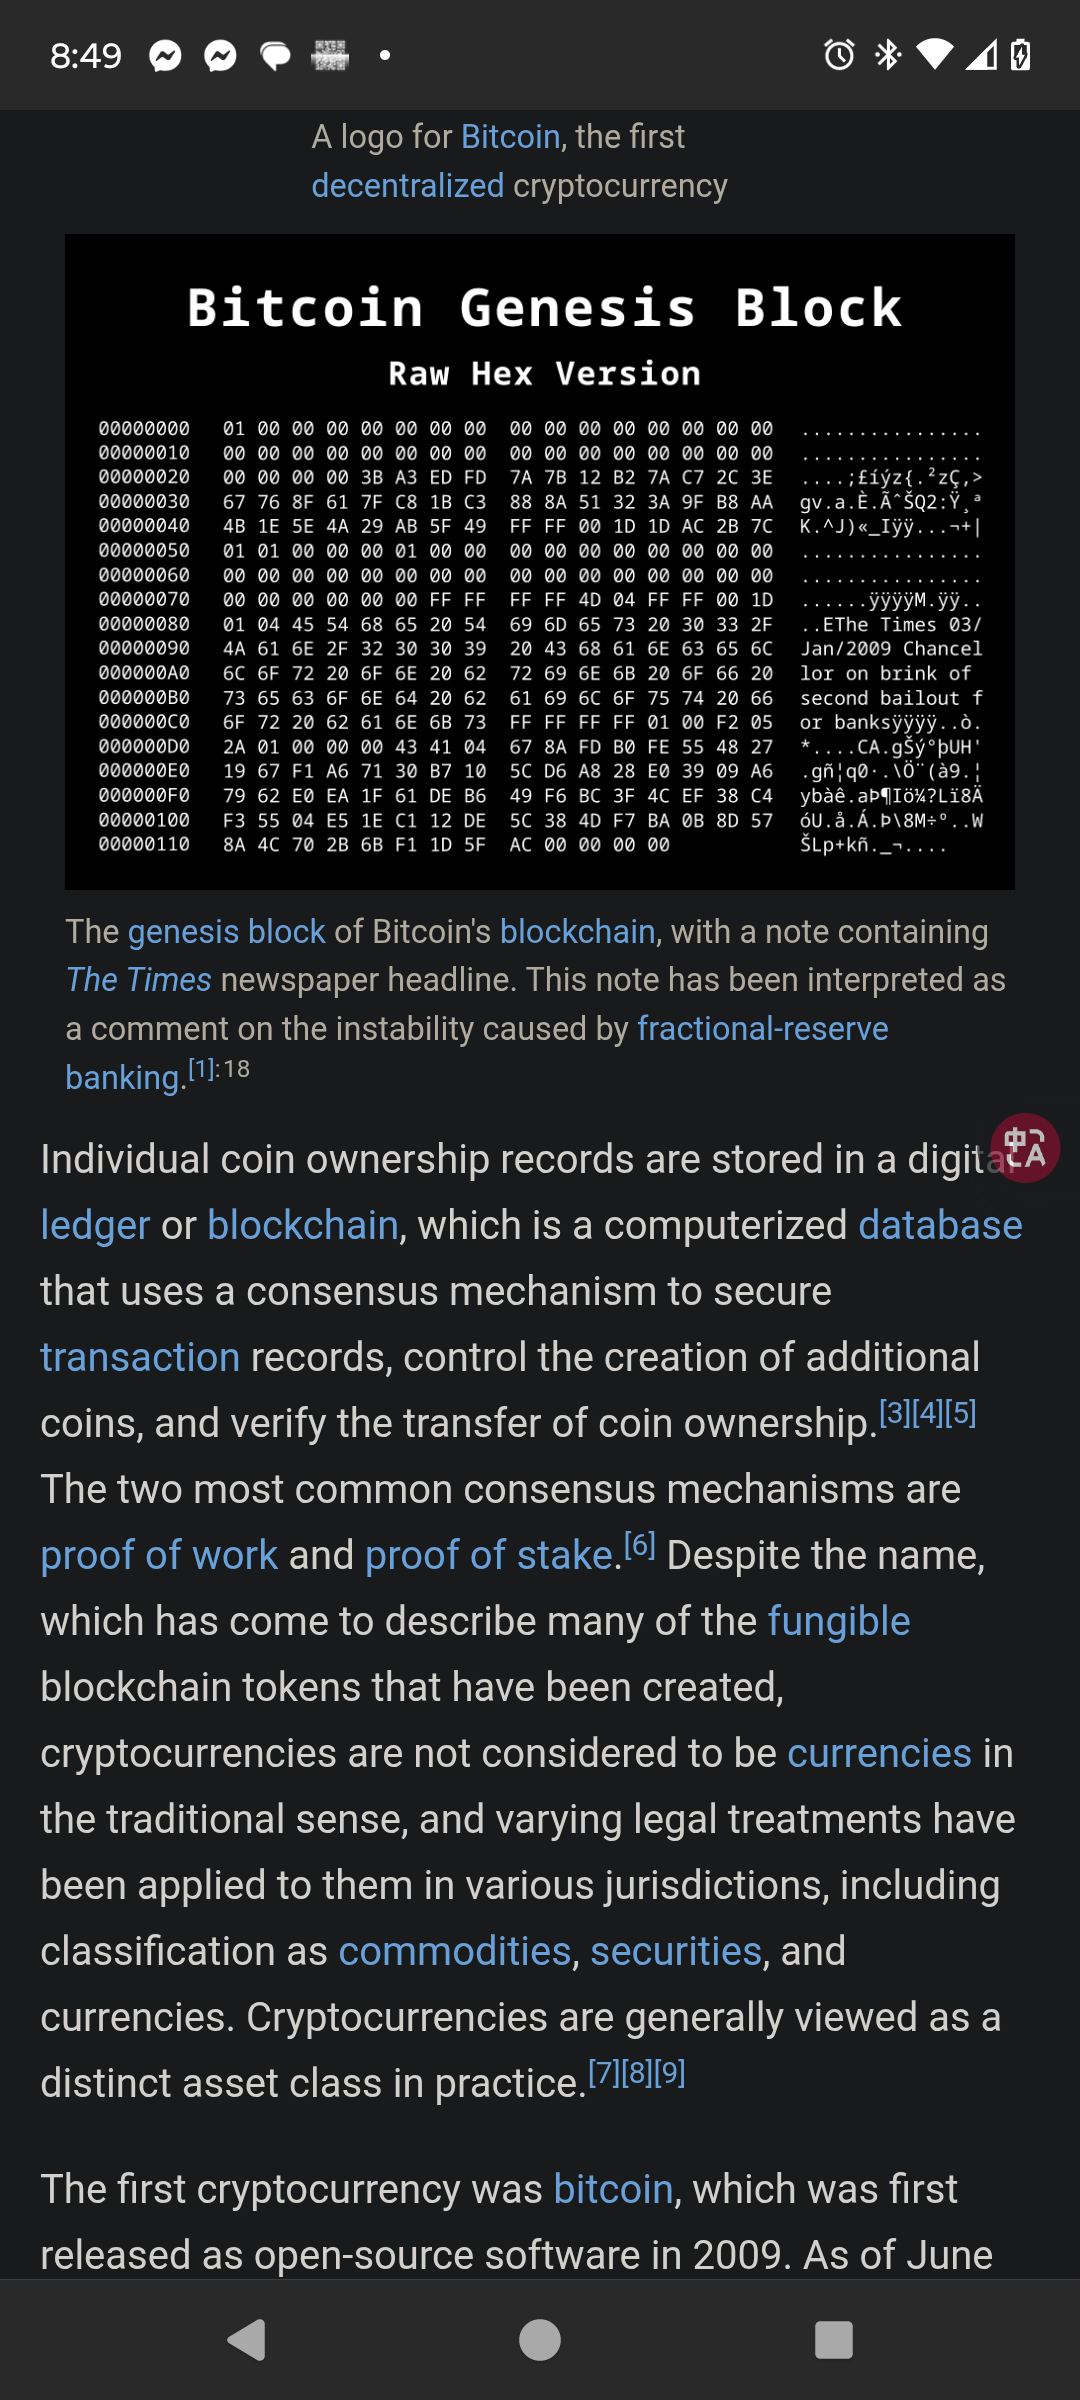 8:49
A logo for Bitcoin, the first
decentralized cryptocurrency
Bitcoin Genesis Block
Raw Hex Version
00000000 01 00 00 00 00 00 00 00 00 00 00 00 00 00 00 00 ................
00000010 00 00 00 00 00 00 00 00 00 00 00 00 00 00 00 00 ................
00000020 00 00 00 00 3B A3 ED FD 7A 7B 12 B2 7A C7 2C 3E ....;£íýz{.²zÇ,>
00000030 67 76 8F 61 7F C8 1B C3 88 8A 51 32 3A 9F B8 AA gv.a.È.ÈŠQ2:Ÿ¸ª
00000040 4B 1E 5E 4A 29 AB 5F 49 FF FF 00 1D 1D AC 2B 7C K.^J)«_Iÿÿ...¬+|
00000050 01 01 00 00 00 01 00 00 00 00 00 00 00 00 00 00 ................
00000060 00 00 00 00 00 00 00 00 00 00 00 00 00 00 00 00 ................
00000070 00 00 00 00 00 00 FF FF FF FF 4D 04 FF FF 00 1D ......ÿÿÿÿM.ÿÿ..
00000080 01 04 45 54 68 65 20 54 69 6D 65 73 20 30 33 2F ..EThe Times 03/
00000090 4A 61 6E 2F 32 30 30 39 20 43 68 61 6E 63 65 6C Jan/2009 Chancel
000000A0 6C 6F 72 20 6F 6E 20 62 72 69 6E 6B 20 6F 66 20 lor on brink of
000000B0 73 65 63 6F 6E 64 20 62 61 69 6C 6F 75 74 20 66 second bailout f
000000C0 6F 72 20 62 61 6E 6B 73 FF FF FF FF 01 00 F2 05 or banksÿÿÿÿ..ò.
000000D0 2A 01 00 00 00 43 41 04 67 8A FD B0 FE 55 48 27 *....CA.gŠý°þUH'
000000E0 19 67 F1 A6 71 30 B7 10 5C D6 A8 28 E0 39 09 A6 .gñ¦q0·.\Ö¨(à9.¦
000000F0 79 62 E0 EA 1F 61 DE B6 49 F6 BC 3F 4C EF 38 C4 ybàê.aÞ¶Iö¼?Lï8Ä
00000100 F3 55 04 E5 1E C1 12 DE 5C 38 4D F7 BA 0B 8D 57 óU.å.Á.Þ\8M÷º..W
00000110 8A 4C 70 2B 6B F1 1D 5F AC 00 00 00 00 ŠLp+kñ._¬....
The genesis block of Bitcoin's blockchain, with a note containing
The Times newspaper headline. This note has been interpreted as
a comment on the instability caused by fractional-reserve
banking.[1]:18
Individual coin ownership records are stored in a digital
ledger or blockchain, which is a computerized database
that uses a consensus mechanism to secure
transaction records, control the creation of additional
coins, and verify the transfer of coin ownership.[3][4][5]
The two most common consensus mechanisms are
proof of work and proof of stake.[6] Despite the name,
which has come to describe many of the fungible
blockchain tokens that have been created,
cryptocurrencies are not considered to be currencies in
the traditional sense, and varying legal treatments have
been applied to them in various jurisdictions, including
classification as commodities, securities, and
currencies. Cryptocurrencies are generally viewed as a
distinct asset class in practice.[7][8][9]
The first cryptocurrency was bitcoin, which was first
released as open-source software in 2009. As of June